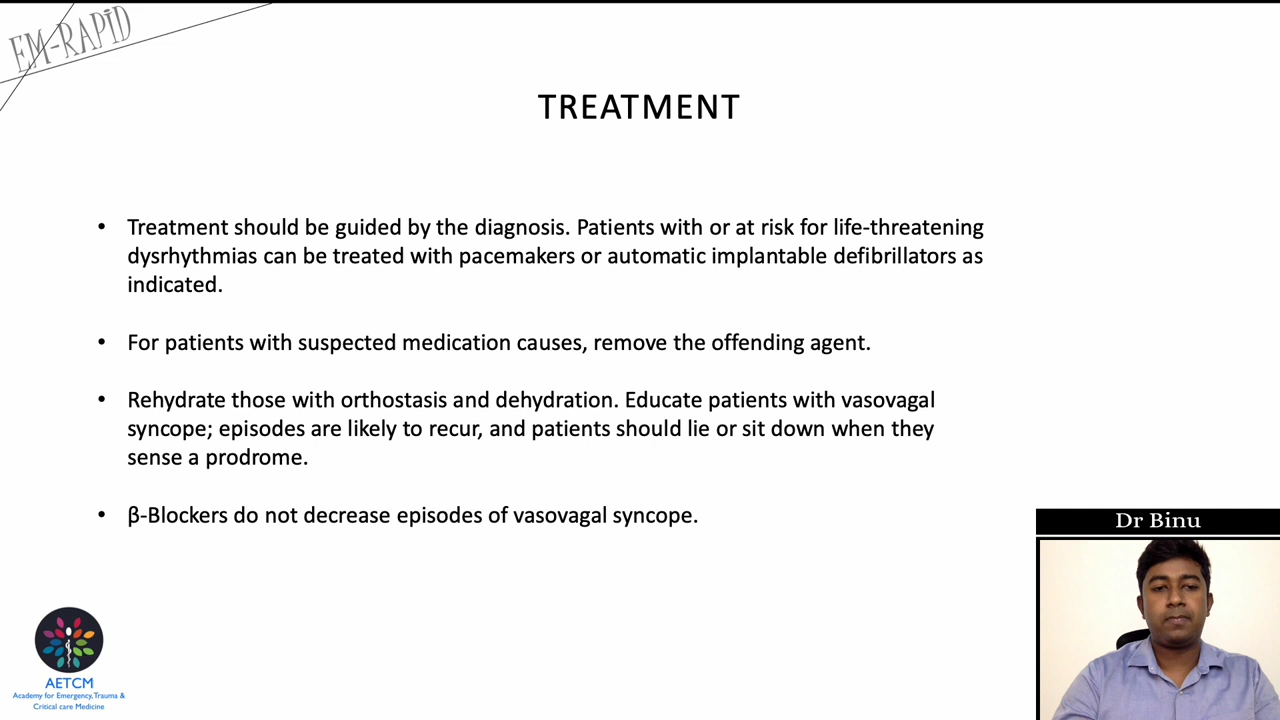 EM-RAPiD
TREATMENT
• Treatment should be guided by the diagnosis. Patients with or at risk for life-threatening
dysrhythmias can be treated with pacemakers or automatic implantable defibrillators as
indicated.
• For patients with suspected medication causes, remove the offending agent.
• Rehydrate those with orthostasis and dehydration. Educate patients with vasovagal
syncope; episodes are likely to recur, and patients should lie or sit down when they
sense a prodrome.
• β-Blockers do not decrease episodes of vasovagal syncope.
Dr Binu
AETCM
Academy for Emergency,Trauma &
Critical care Medicine